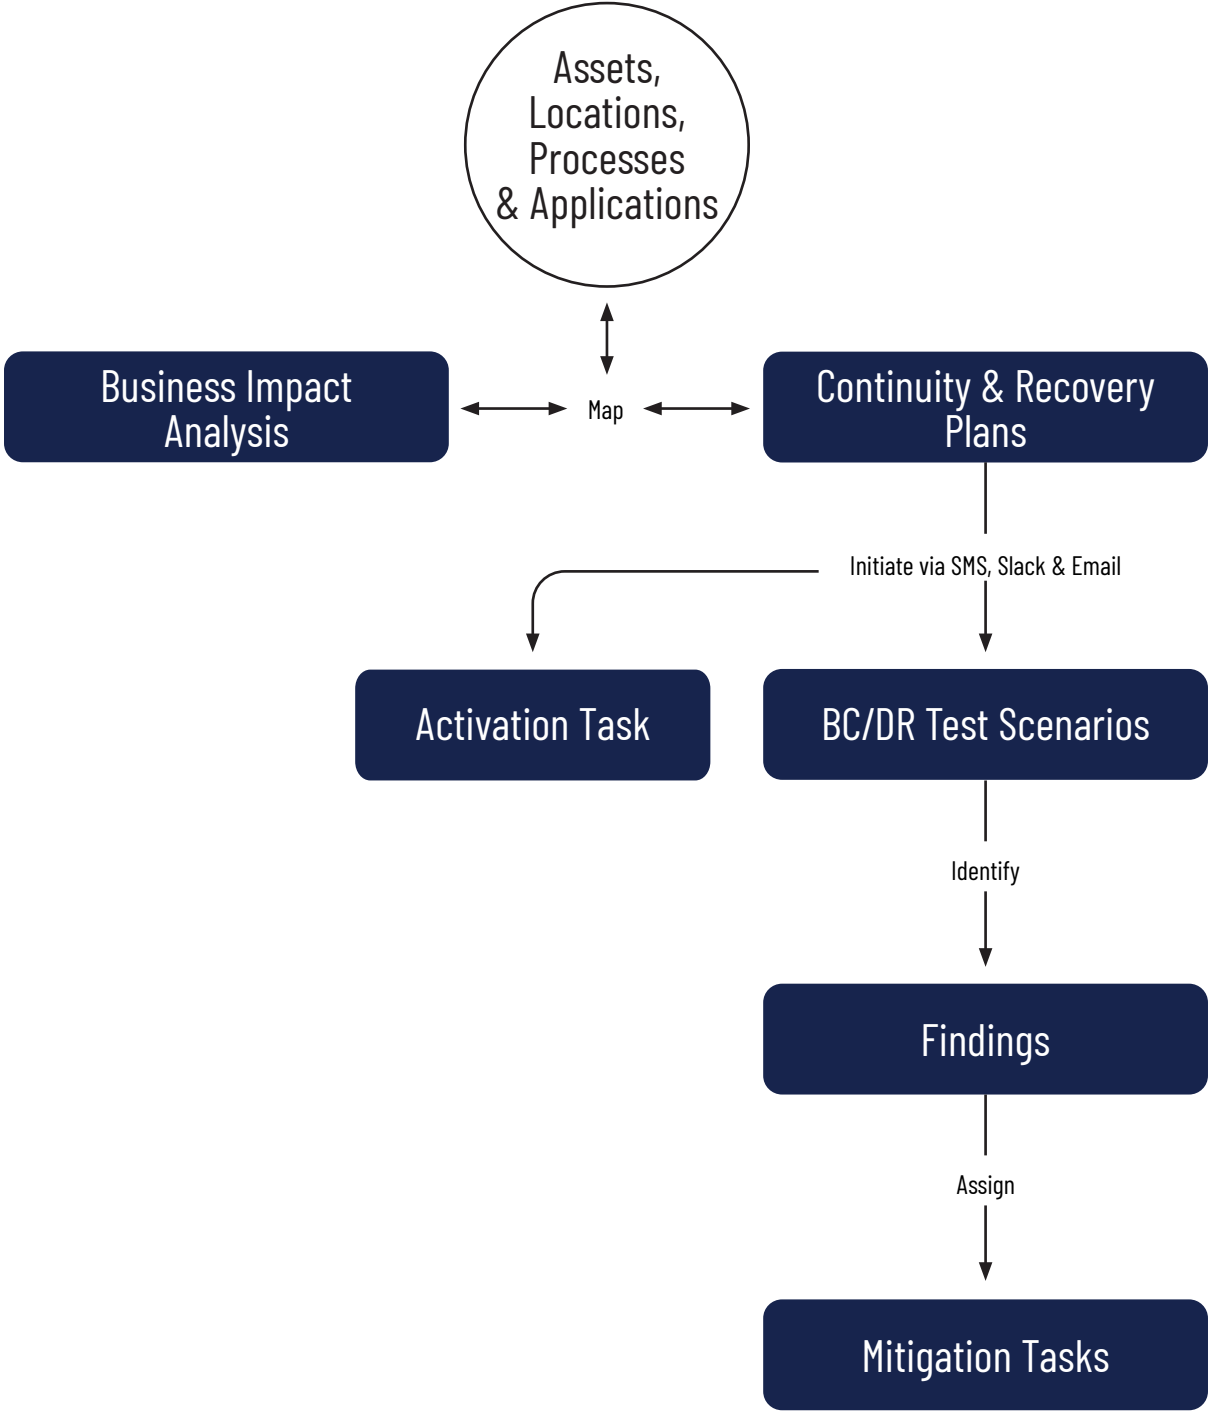 Assets,
Locations,
Processes
& Applications
Business Impact
Analysis
Map
Continuity & Recovery
Plans
Initiate via SMS, Slack & Email
Activation Task
BC/DR Test Scenarios
Identify
Findings
Assign
Mitigation Tasks